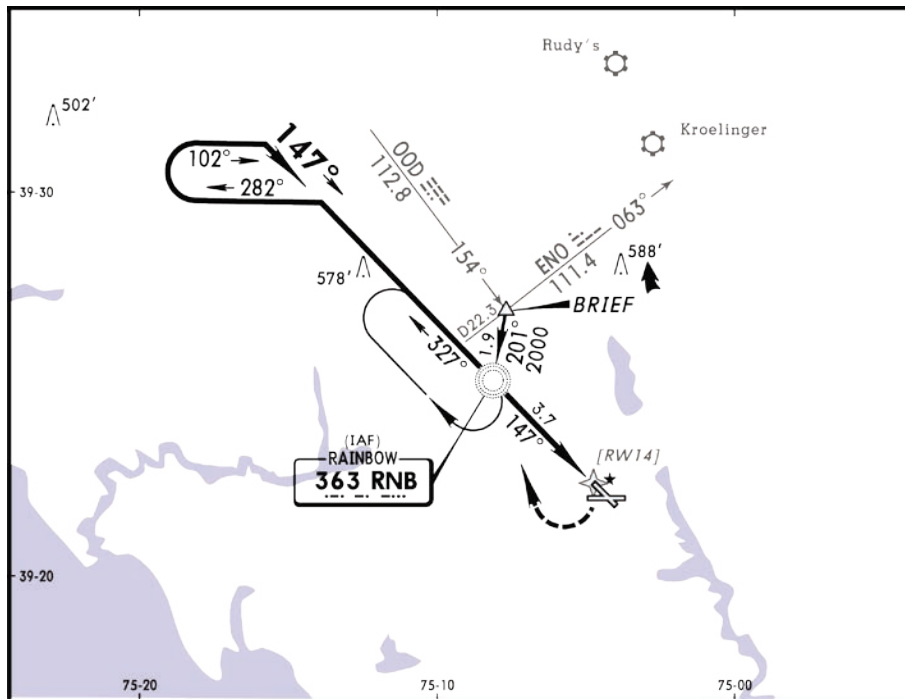 Rudy's
502'
Kroelinger
147°
102°
282°
39-30
OOD
112.8
154°
ENO
111.4
063°
588'
578'
D22.3
BRIEF
1.9
201°
2000
327°
3.7
147°
(IAF)
RAINBOW
363 RNB
[RW14]
39-20
75-20
75-10
75-00